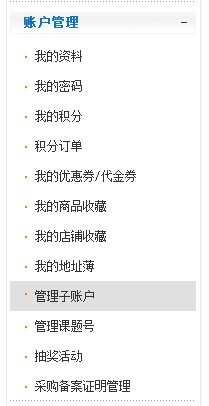 账户管理
我的资料
我的密码
我的积分
积分订单
我的优惠券/代金券
我的商品收藏
我的店铺收藏
我的地址薄
管理子账户
管理课题号
抽奖活动
采购备案证明管理